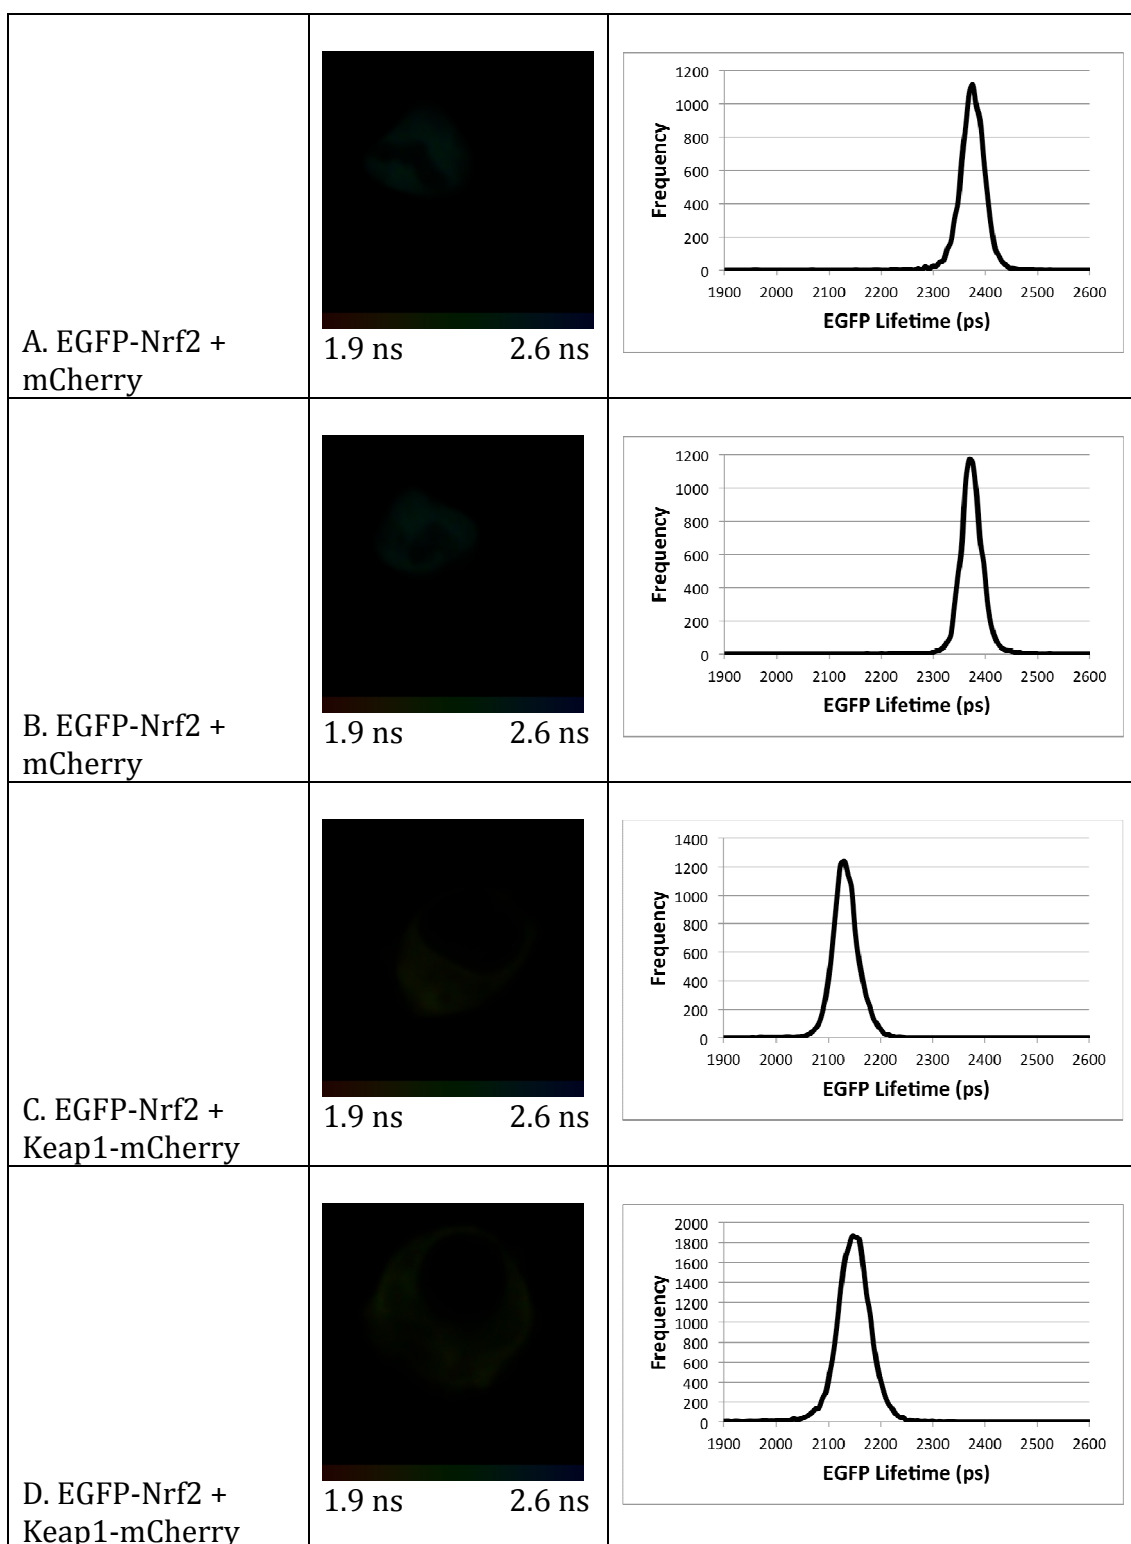 A. EGFP-Nrf2 +
mCherry
1.9 ns 2.6 ns
1200
1000
800
600
400
200
0
Frequency
1900 2000 2100 2200 2300 2400 2500 2600
EGFP Lifetime (ps)
B. EGFP-Nrf2 +
mCherry
1.9 ns 2.6 ns
1200
1000
800
600
400
200
0
Frequency
1900 2000 2100 2200 2300 2400 2500 2600
EGFP Lifetime (ps)
C. EGFP-Nrf2 +
Keap1-mCherry
1.9 ns 2.6 ns
1400
1200
1000
800
600
400
200
0
Frequency
1900 2000 2100 2200 2300 2400 2500 2600
EGFP Lifetime (ps)
D. EGFP-Nrf2 +
Keap1-mCherry
1.9 ns 2.6 ns
2000
1800
1600
1400
1200
1000
800
600
400
200
0
Frequency
1900 2000 2100 2200 2300 2400 2500 2600
EGFP Lifetime (ps)